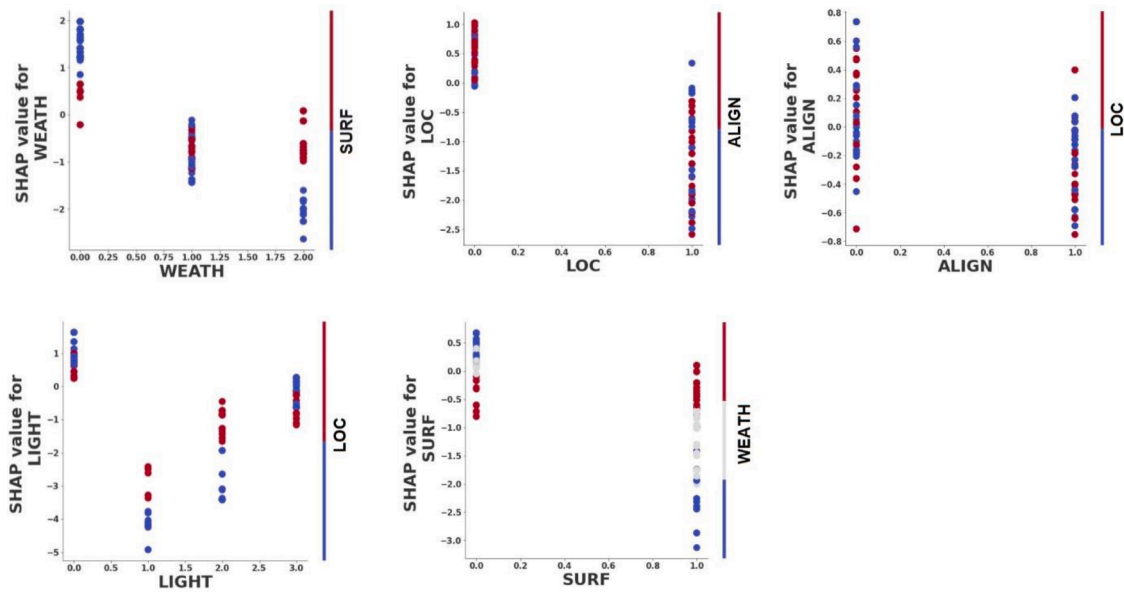 2
1
0
−1
−2
0.00 0.25 0.50 0.75 1.00 1.25 1.50 1.75 2.00
WEATH
SHAP value for
WEATH
SURF
1.0
0.5
0.0
−0.5
−1.0
−1.5
−2.0
−2.5
0.0 0.2 0.4 0.6 0.8 1.0
LOC
SHAP value for
LOC
ALIGN
0.8
0.6
0.4
0.2
0.0
−0.2
−0.4
−0.6
−0.8
0.0 0.2 0.4 0.6 0.8 1.0
ALIGN
SHAP value for
ALIGN
LOC
1
0
−1
−2
−3
−4
−5
0.0 0.5 1.0 1.5 2.0 2.5 3.0
LIGHT
SHAP value for
LIGHT
LOC
0.5
0.0
−0.5
−1.0
−1.5
−2.0
−2.5
−3.0
0.0 0.2 0.4 0.6 0.8 1.0
SURF
SHAP value for
SURF
WEATH